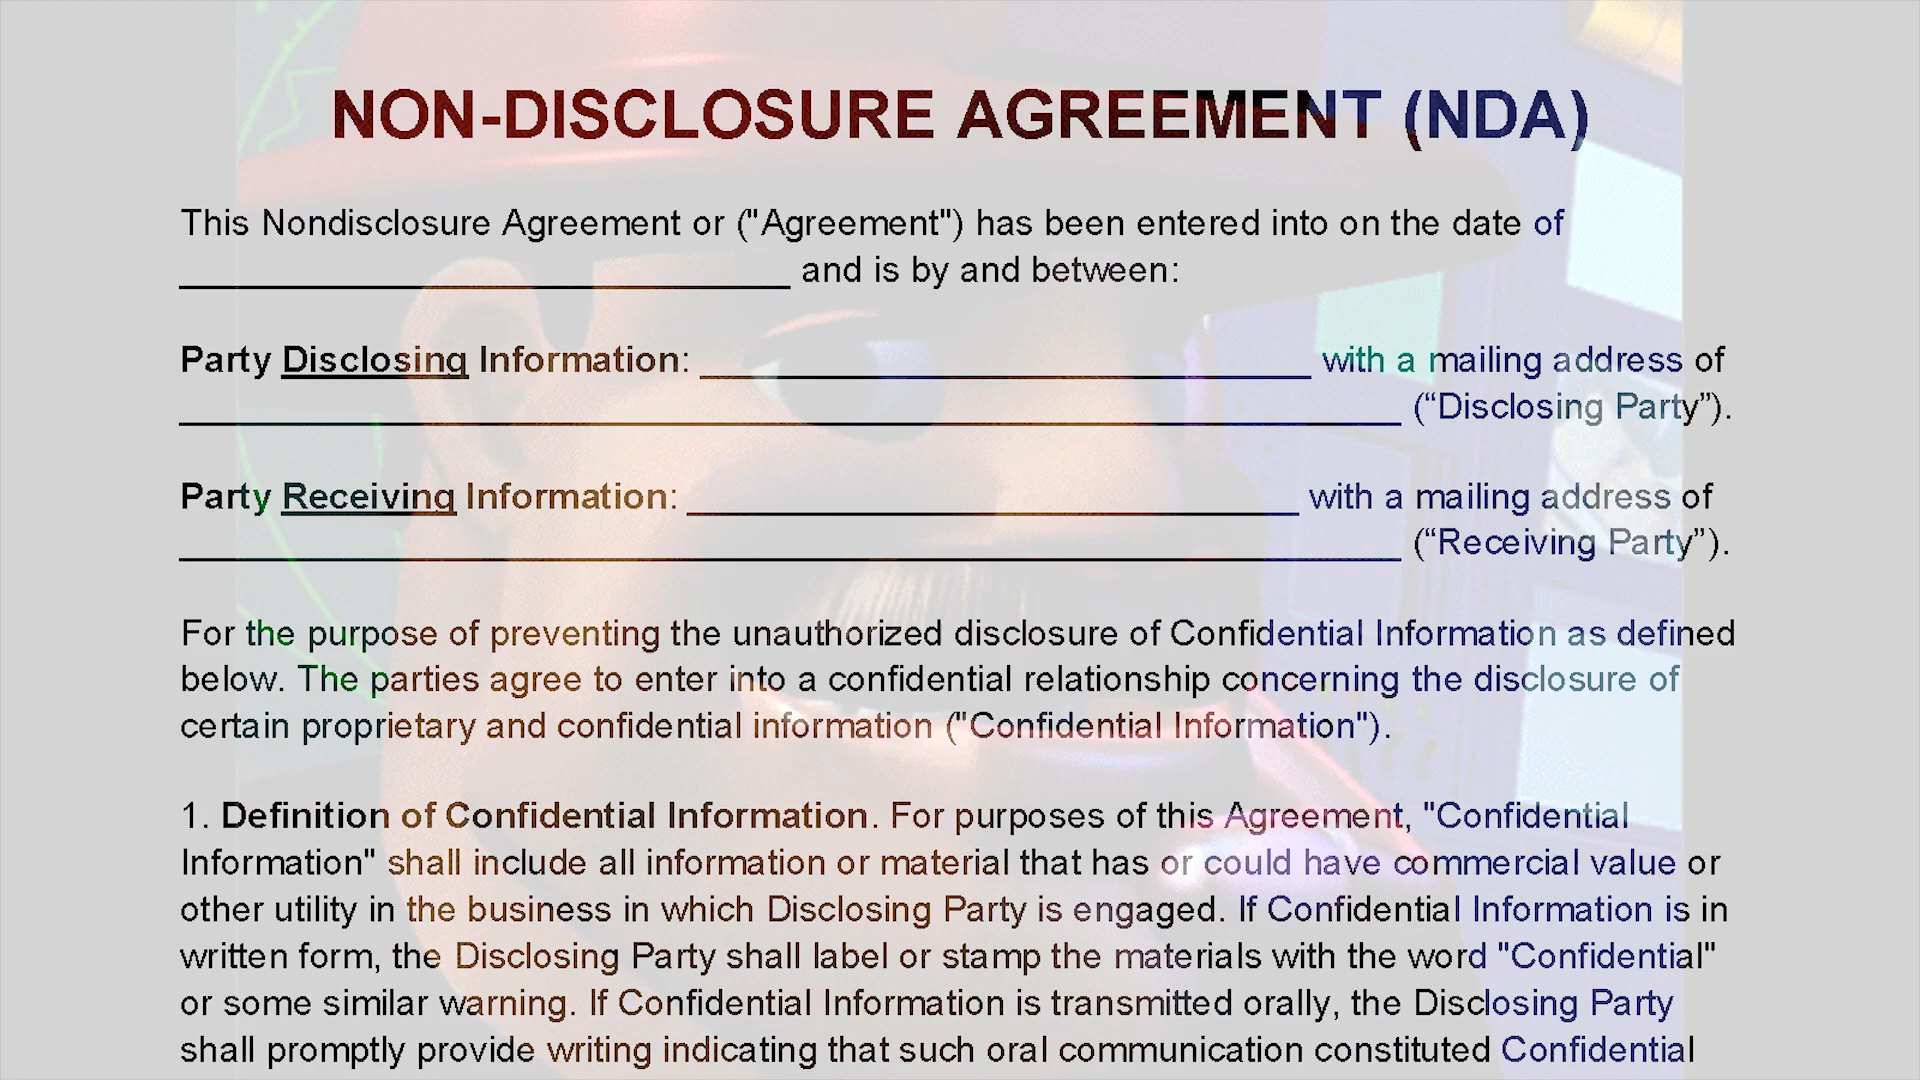 NON-DISCLOSURE AGREEMENT (NDA)
This Nondisclosure Agreement or ("Agreement") has been entered into on the date of
______________________________ and is by and between:
Party Disclosing Information: ______________________________ with a mailing address of
____________________________________________________________ (“Disclosing Party”).
Party Receiving Information: ______________________________ with a mailing address of
____________________________________________________________ (“Receiving Party”).
For the purpose of preventing the unauthorized disclosure of Confidential Information as defined
below. The parties agree to enter into a confidential relationship concerning the disclosure of
certain proprietary and confidential information ("Confidential Information").
1. Definition of Confidential Information. For purposes of this Agreement, "Confidential
Information" shall include all information or material that has or could have commercial value or
other utility in the business in which Disclosing Party is engaged. If Confidential Information is in
written form, the Disclosing Party shall label or stamp the materials with the word "Confidential"
or some similar warning. If Confidential Information is transmitted orally, the Disclosing Party
shall promptly provide writing indicating that such oral communication constituted Confidential